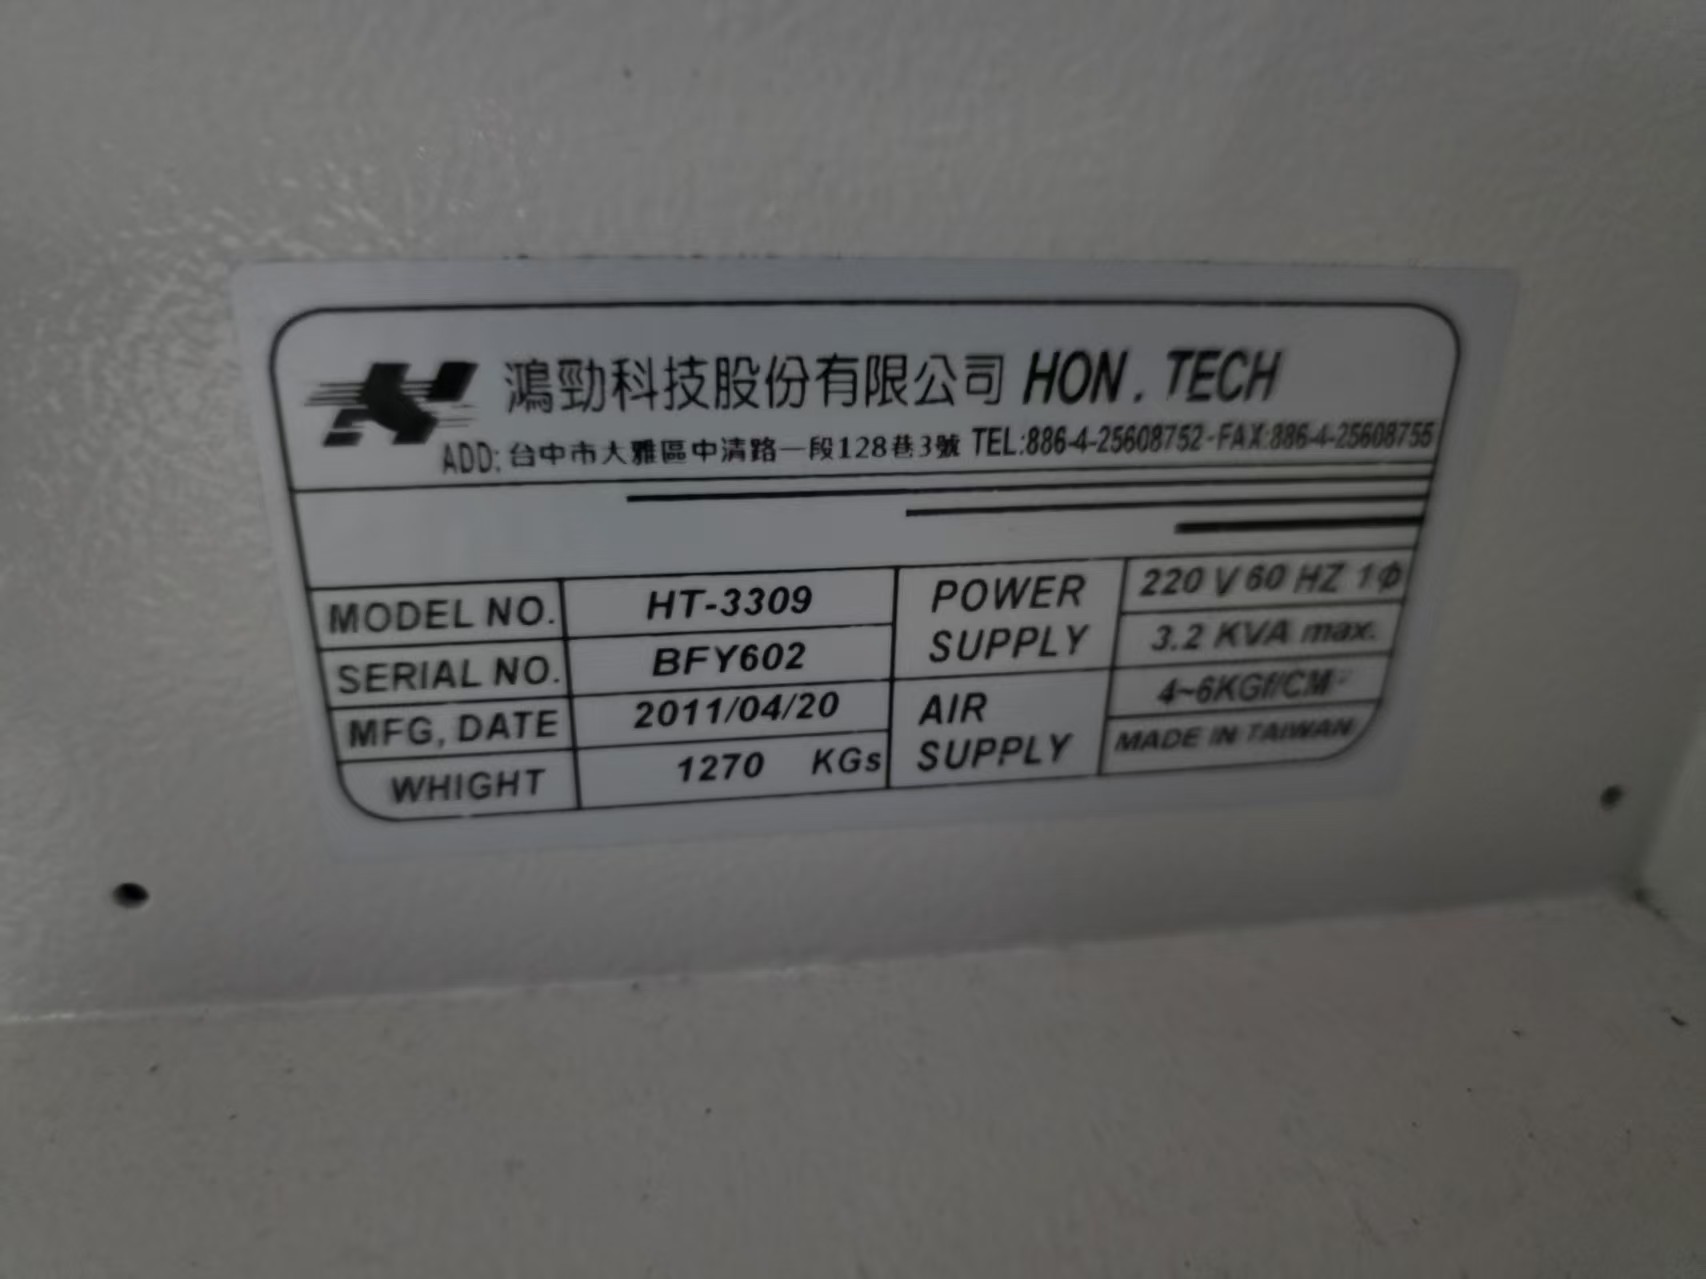 鴻勁科技股份有限公司 HON. TECH
ADD: 台中市大雅區中清路一段128巷3號 TEL:886-4-25608752-FAX:886-4-25608755
MODEL NO. HT-3309
SERIAL NO. BFY602
MFG, DATE 2011/04/20
WHIGHT 1270 KGs
POWER SUPPLY 220 V 60 HZ 1Φ
3.2 KVA max.
AIR SUPPLY 4~6KGf/CM²
MADE IN TAIWAN